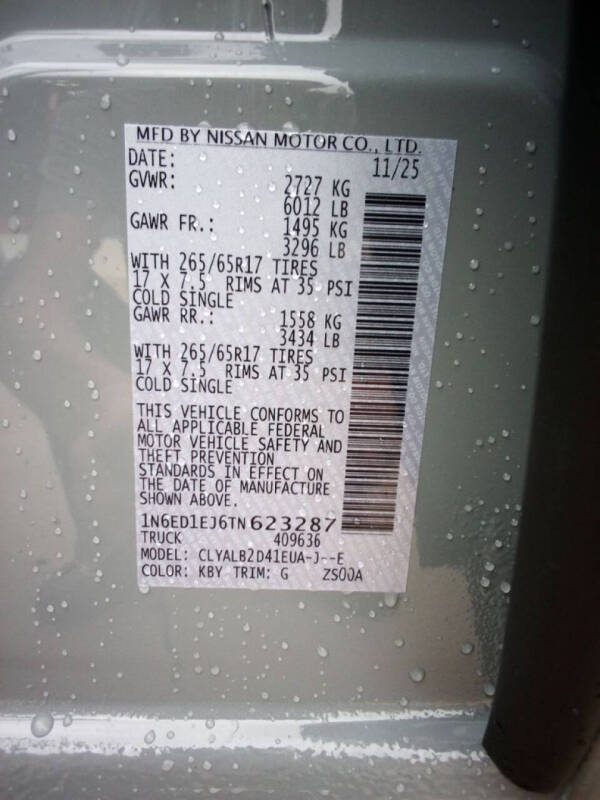 MFD BY NISSAN MOTOR CO., LTD.
DATE: 11/25
GVWR: 2727 KG
6012 LB
GAWR FR.: 1495 KG
3296 LB
WITH 265/65R17 TIRES
17 X 7.5 RIMS AT 35 PSI
COLD SINGLE
GAWR RR.: 1558 KG
3434 LB
WITH 265/65R17 TIRES
17 X 7.5 RIMS AT 35 PSI
COLD SINGLE
THIS VEHICLE CONFORMS TO
ALL APPLICABLE FEDERAL
MOTOR VEHICLE SAFETY AND
THEFT PREVENTION
STANDARDS IN EFFECT ON
THE DATE OF MANUFACTURE
SHOWN ABOVE.
1N6ED1EJ6TN623287
TRUCK 409636
MODEL: CLYALB2D41EUA-J--E
COLOR: KBY TRIM: G ZS00A